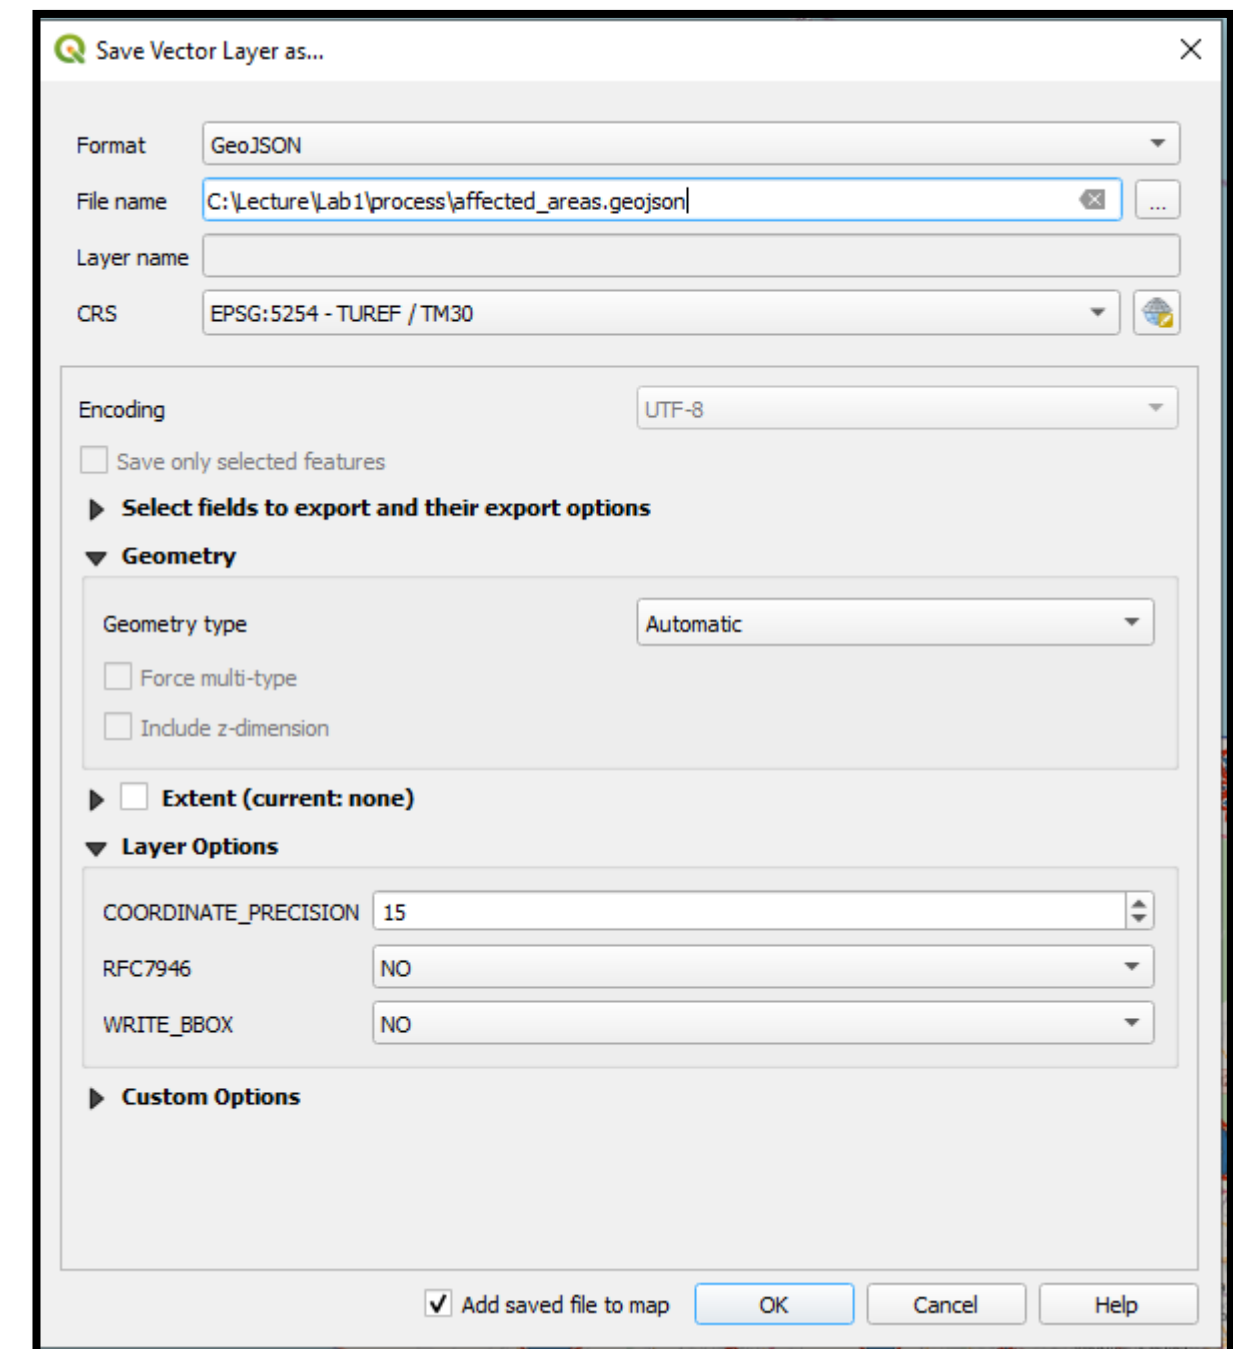 Save Vector Layer as...
Format GeoJSON
File name C:\Lecture\Lab1\process\affected_areas.geojson ...
Layer name
CRS EPSG:5254 - TUREF / TM30
Encoding UTF-8
Save only selected features
Select fields to export and their export options
Geometry
Geometry type Automatic
Force multi-type
Include z-dimension
Extent (current: none)
Layer Options
COORDINATE_PRECISION 15
RFC7946 NO
WRITE_BBOX NO
Custom Options
Add saved file to map OK Cancel Help